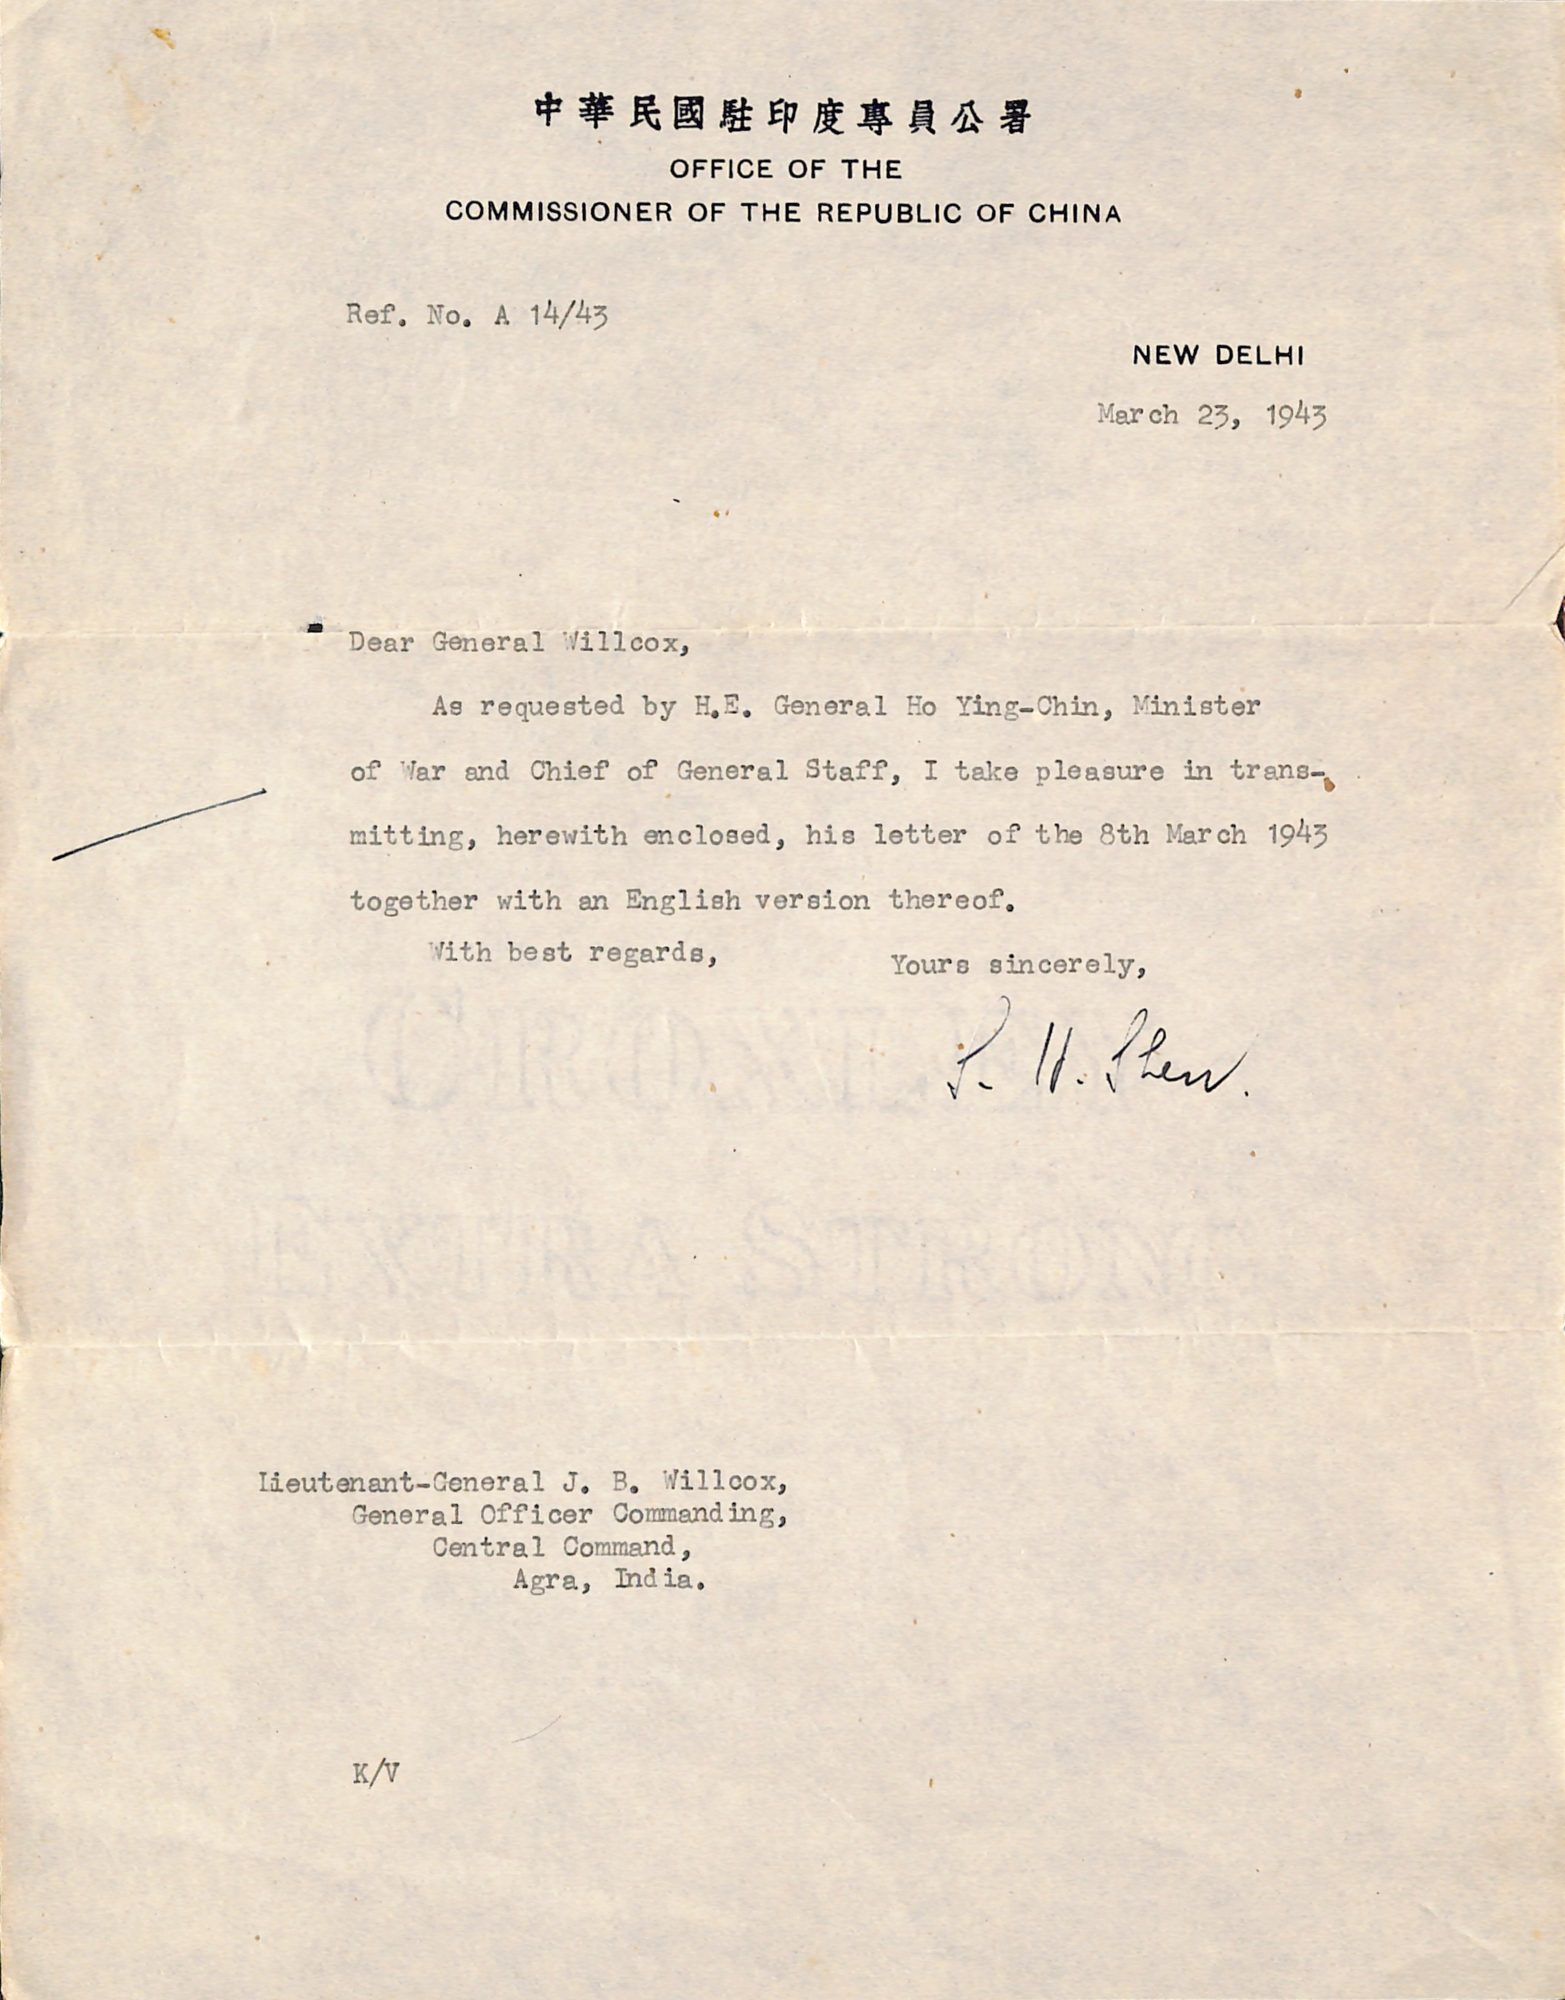 中華民國駐印度專員公署
OFFICE OF THE
COMMISSIONER OF THE REPUBLIC OF CHINA
Ref. No. A 14/43
NEW DELHI
March 23, 1943
Dear General Willcox,
As requested by H.E. General Ho Ying-Chin, Minister
of War and Chief of General Staff, I take pleasure in trans-
mitting, herewith enclosed, his letter of the 8th March 1943
together with an English version thereof.
With best regards,
Yours sincerely,
S. H. Shen.
Lieutenant-General J. B. Willcox,
General Officer Commanding,
Central Command,
Agra, India.
K/V